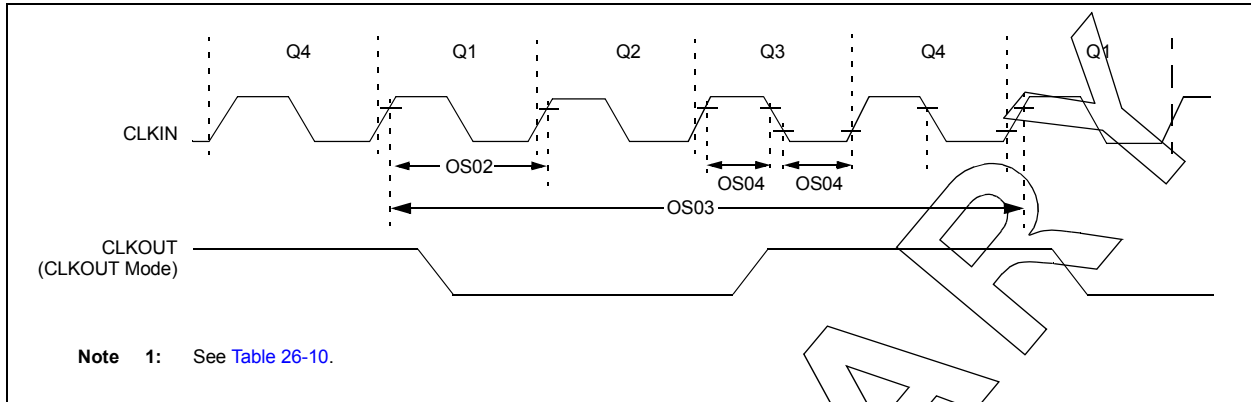 Q4 Q1 Q2 Q3 Q4 Q1
CLKIN
OS02
OS04 OS04
OS03
CLKOUT
(CLKOUT Mode)
Note 1: See Table 26-10.
A R Y